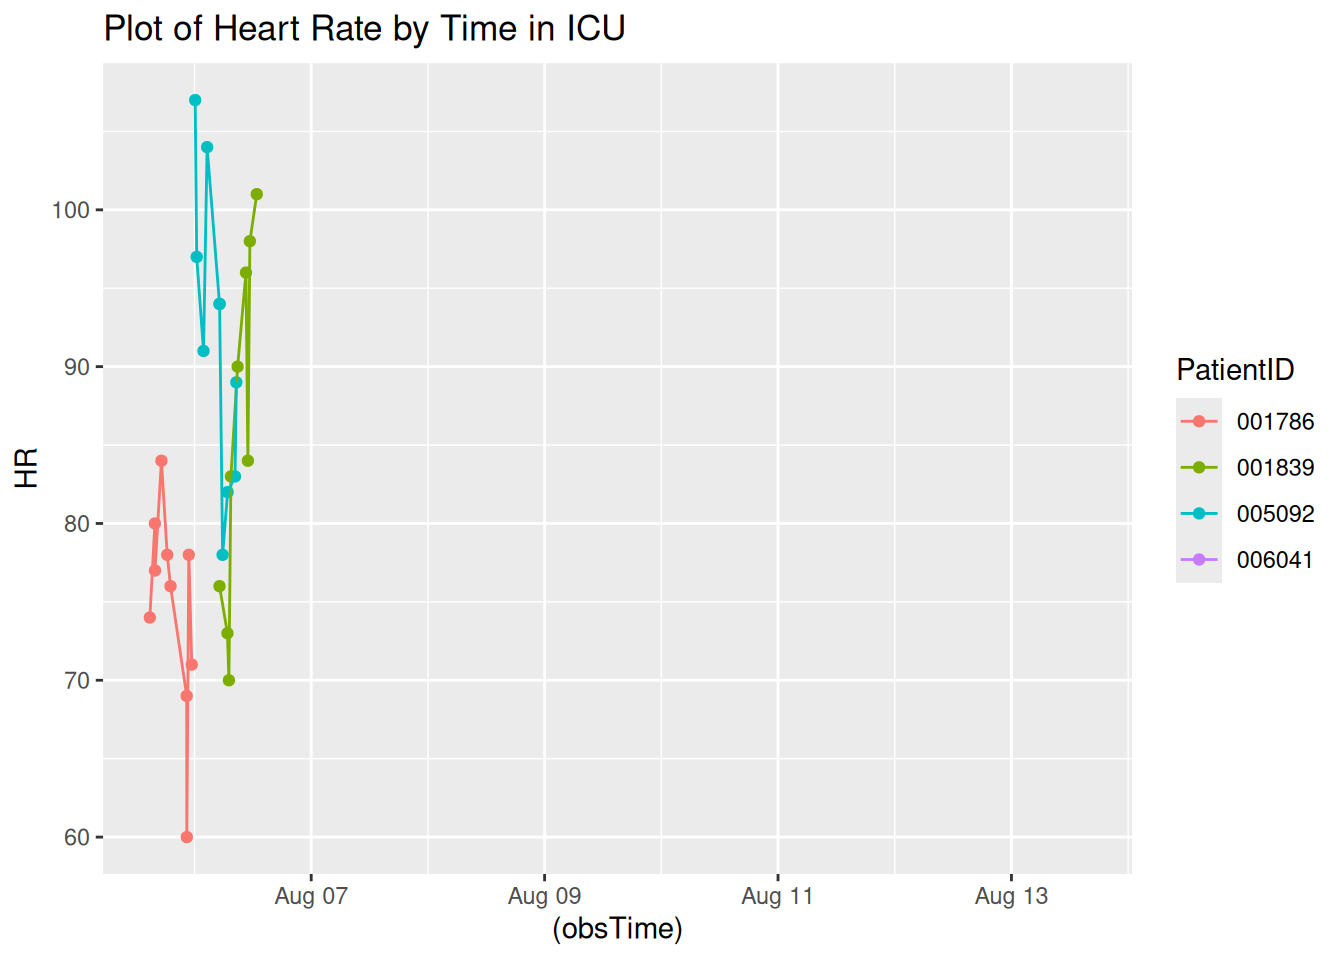 Plot of Heart Rate by Time in ICU
100
90
80
70
60
HR
Aug 07
Aug 09
Aug 11
Aug 13
(obsTime)
PatientID
001786
001839
005092
006041